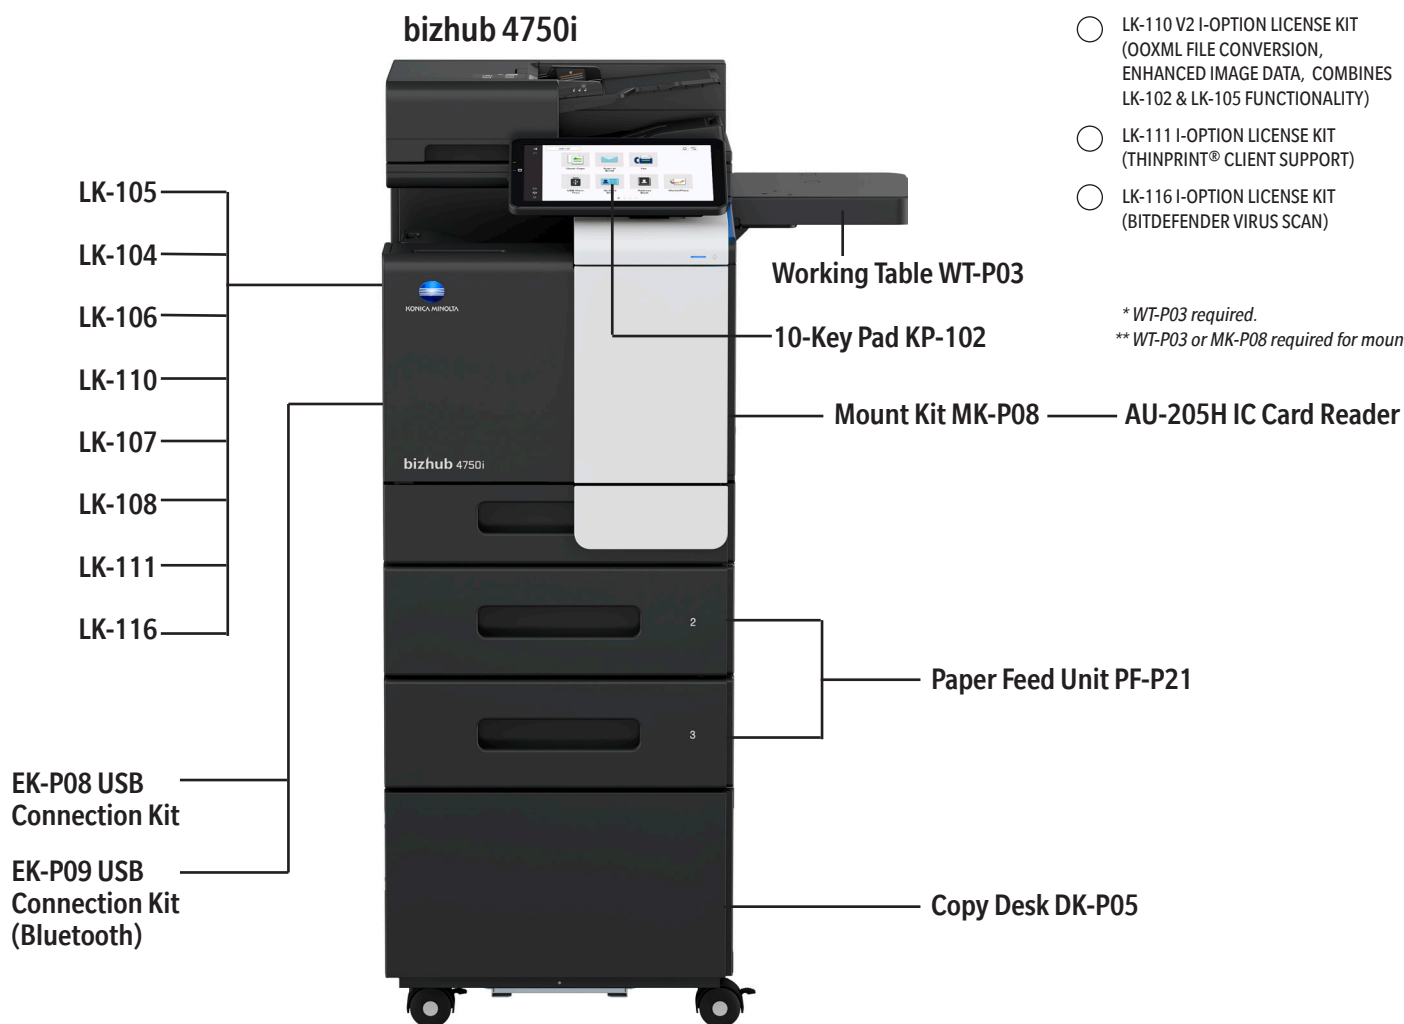 bizhub 4750i
LK-110 V2 I-OPTION LICENSE KIT
(OOXML FILE CONVERSION,
ENHANCED IMAGE DATA, COMBINES
LK-102 & LK-105 FUNCTIONALITY)
LK-111 I-OPTION LICENSE KIT
(THINPRINT® CLIENT SUPPORT)
LK-116 I-OPTION LICENSE KIT
(BITDEFENDER VIRUS SCAN)
* WT-P03 required.
** WT-P03 or MK-P08 required for moun
LK-105
LK-104
LK-106
LK-110
LK-107
LK-108
LK-111
LK-116
EK-P08 USB
Connection Kit
EK-P09 USB
Connection Kit
(Bluetooth)
KONICA MINOLTA
bizhub 4750i
2
3
Working Table WT-P03
10-Key Pad KP-102
Mount Kit MK-P08
AU-205H IC Card Reader
Paper Feed Unit PF-P21
Copy Desk DK-P05